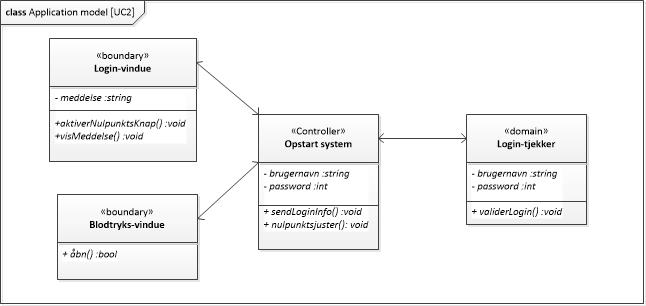 class Application model [UC2]
«boundary»
Login-vindue
- meddelse :string
+aktiverNulpunktsKnap() :void
+visMeddelse() :void
«boundary»
Blodtryks-vindue
+ åbn() :bool
«Controller»
Opstart system
- brugernavn :string
- password :int
+ sendLoginInfo() :void
+ nulpunktsjuster(): void
«domain»
Login-tjekker
- brugernavn :string
- password :int
+ validerLogin() :void